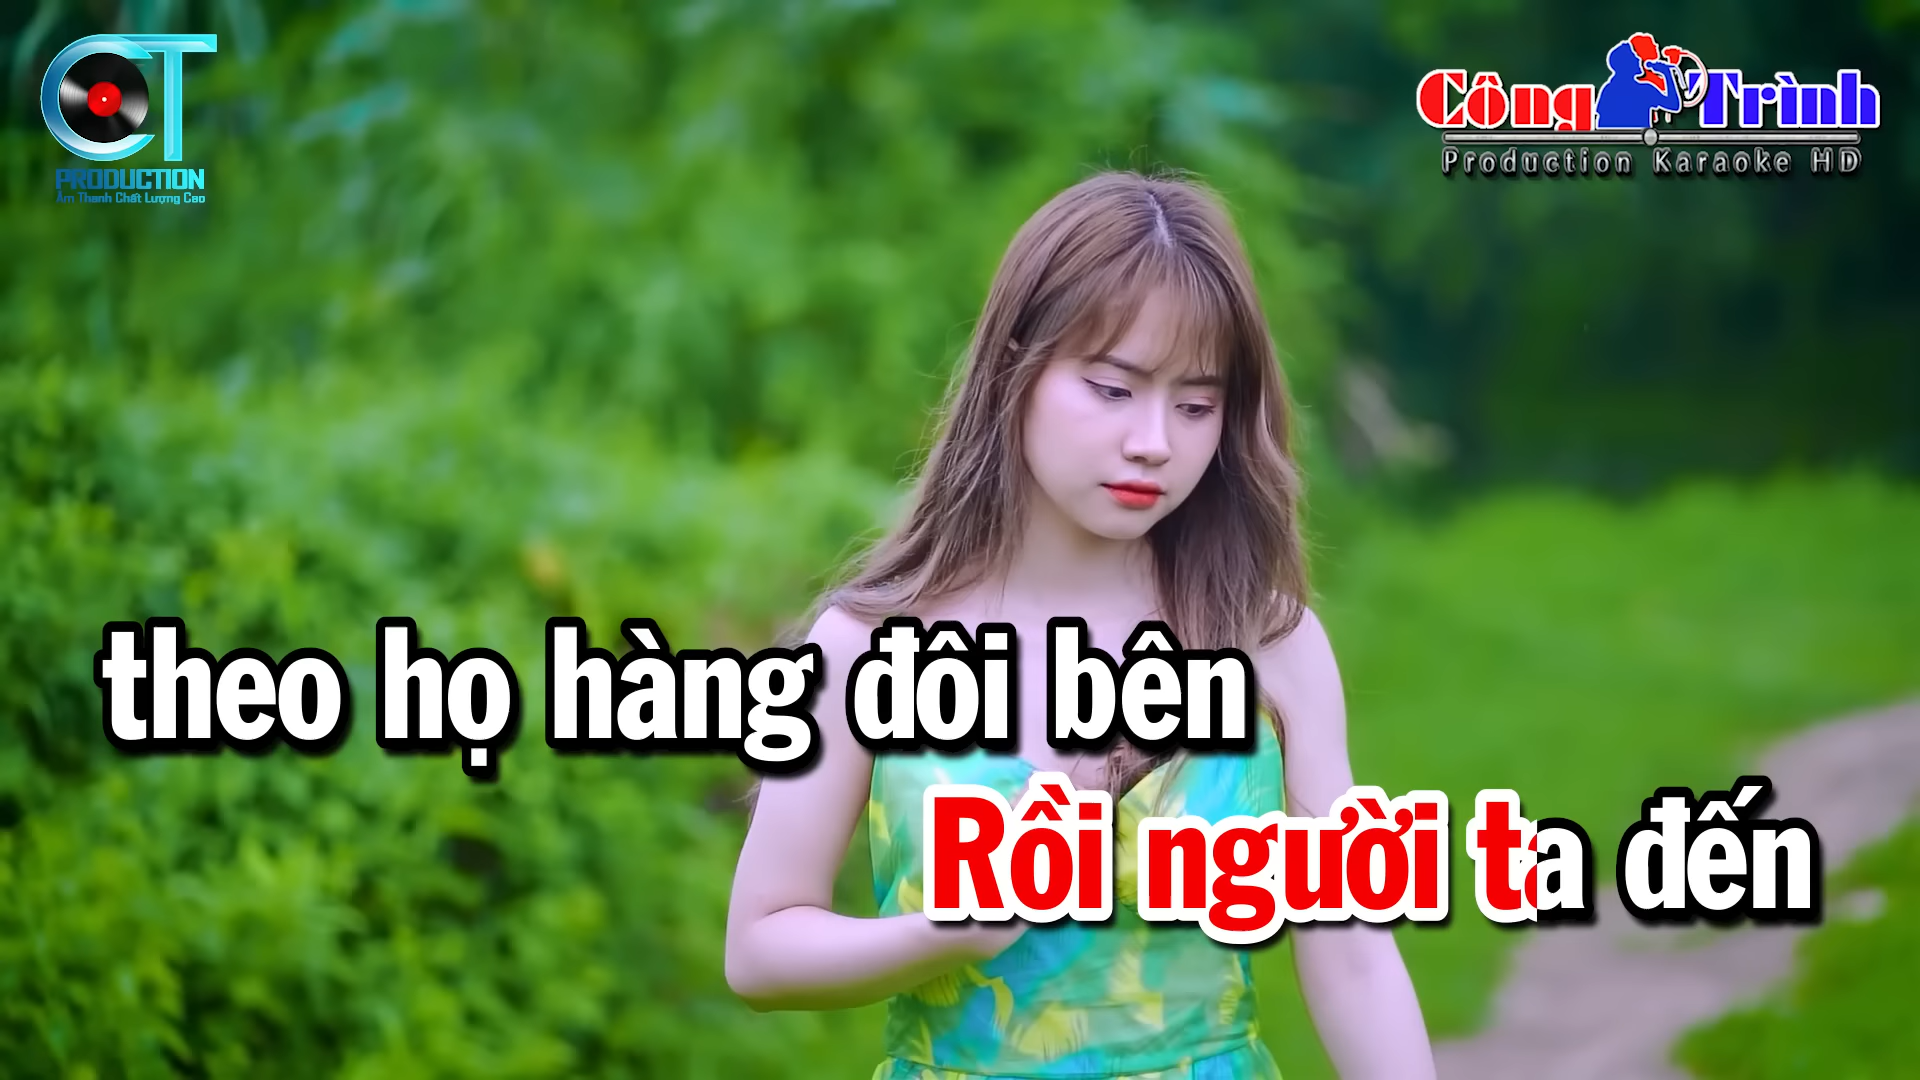 CT
PRODUCTION
Âm Thanh Chất Lượng Cao
Công Trình
Production Karaoke HD
theo họ hàng đôi bên
Rồi người ta đến